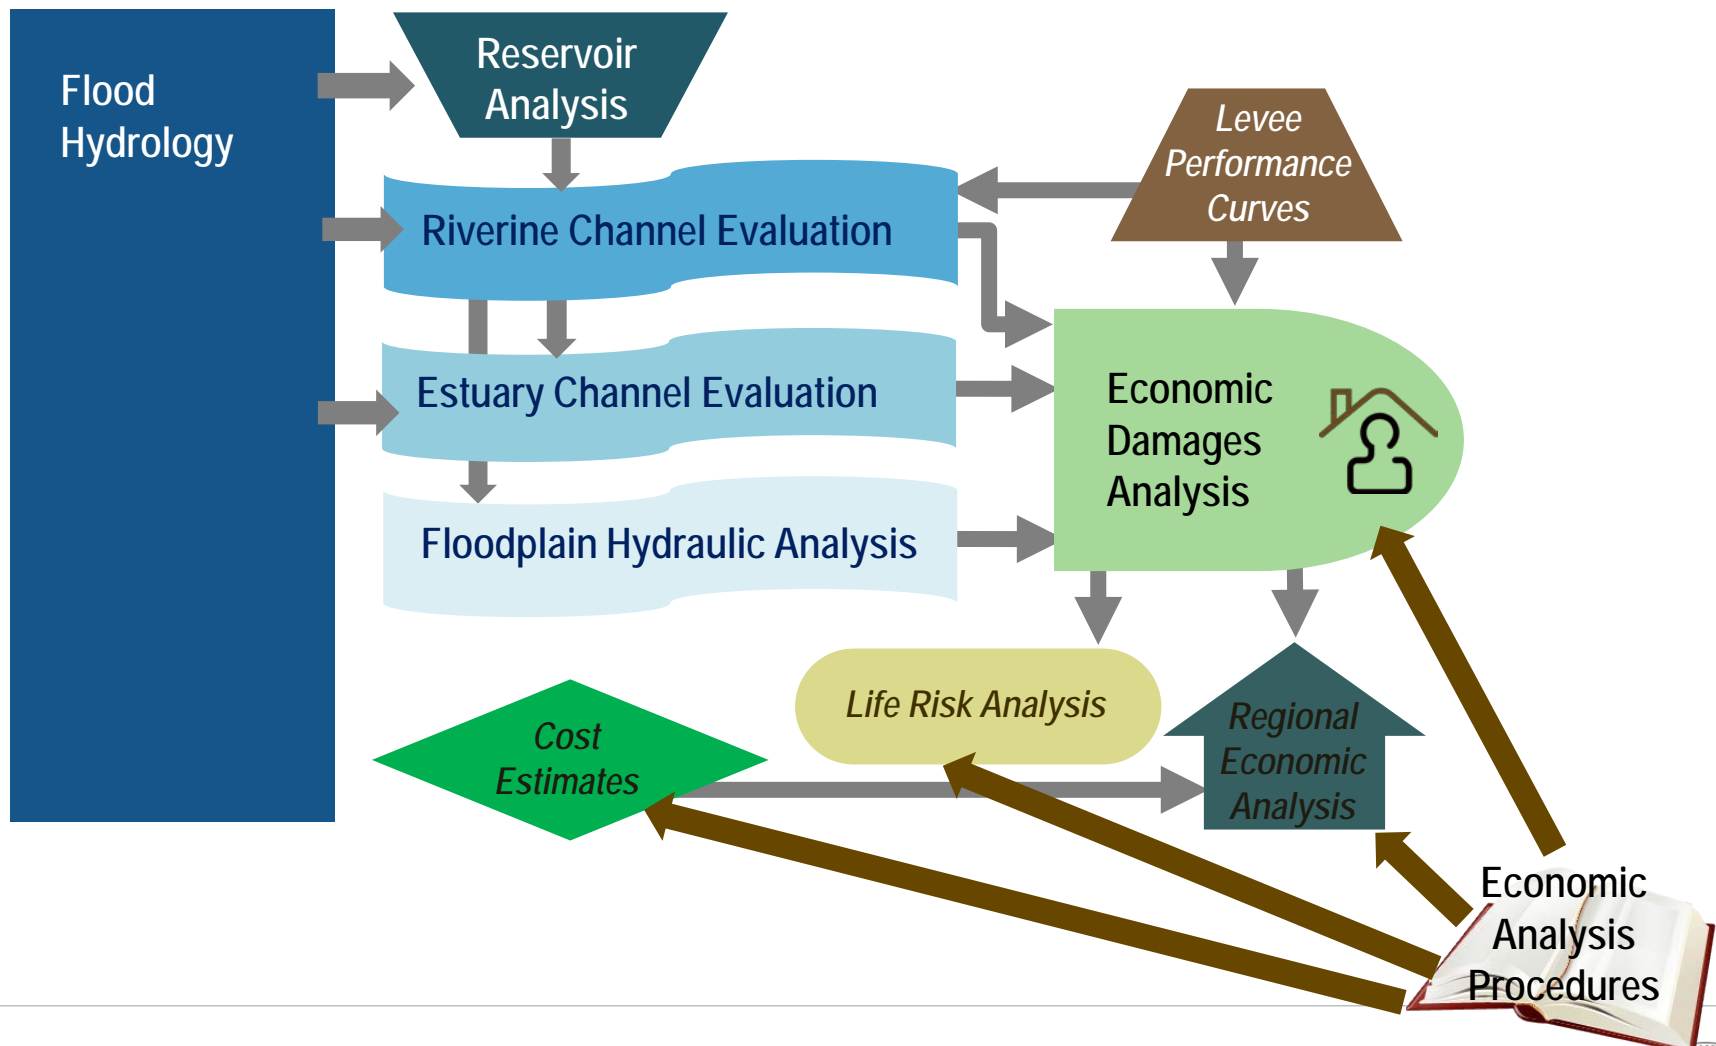 Flood
Hydrology
Reservoir
Analysis
Levee
Performance
Curves
Riverine Channel Evaluation
Estuary Channel Evaluation
Economic
Damages
Analysis
Floodplain Hydraulic Analysis
Life Risk Analysis
Cost
Estimates
Regional
Economic
Analysis
Economic
Analysis
Procedures